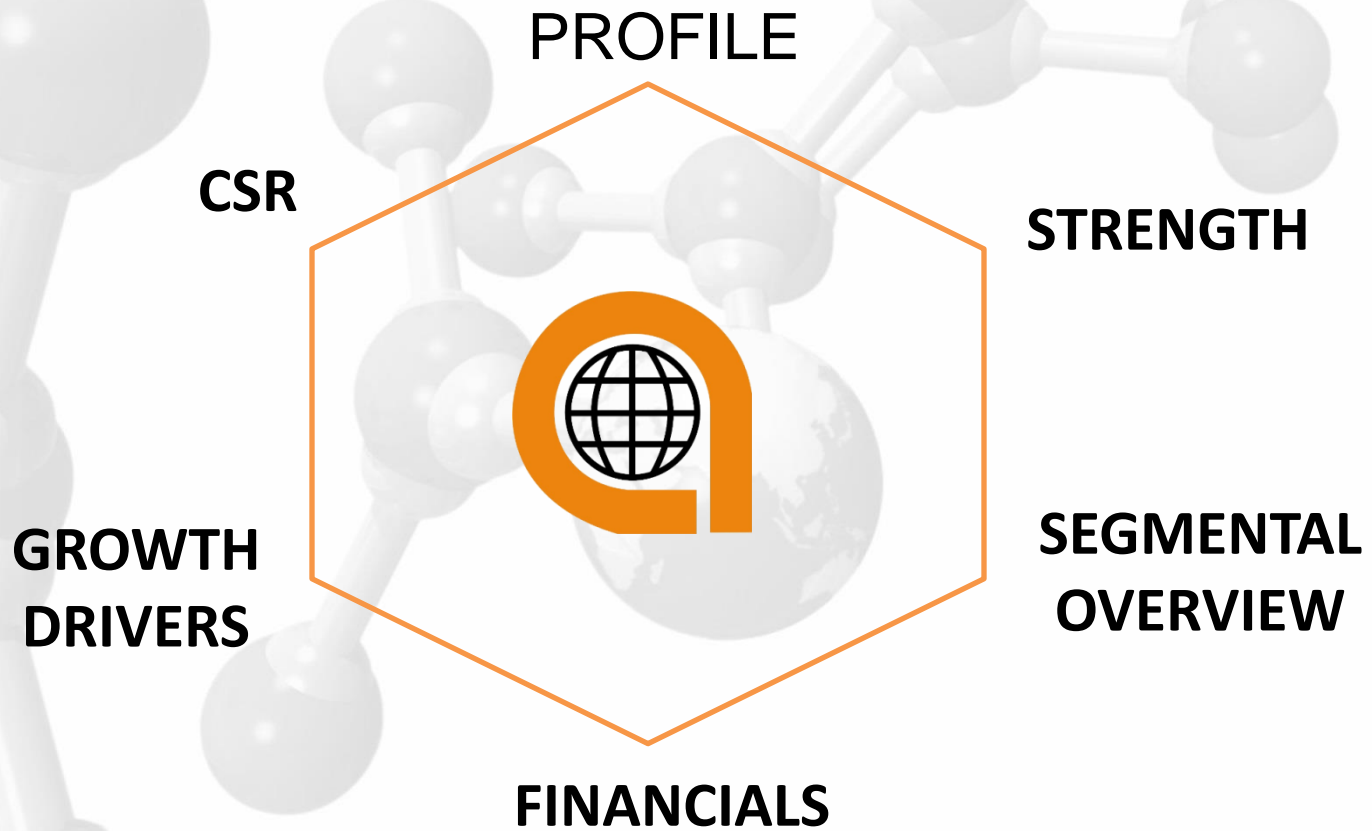 PROFILE
CSR
STRENGTH
GROWTH
DRIVERS
SEGMENTAL
OVERVIEW
FINANCIALS